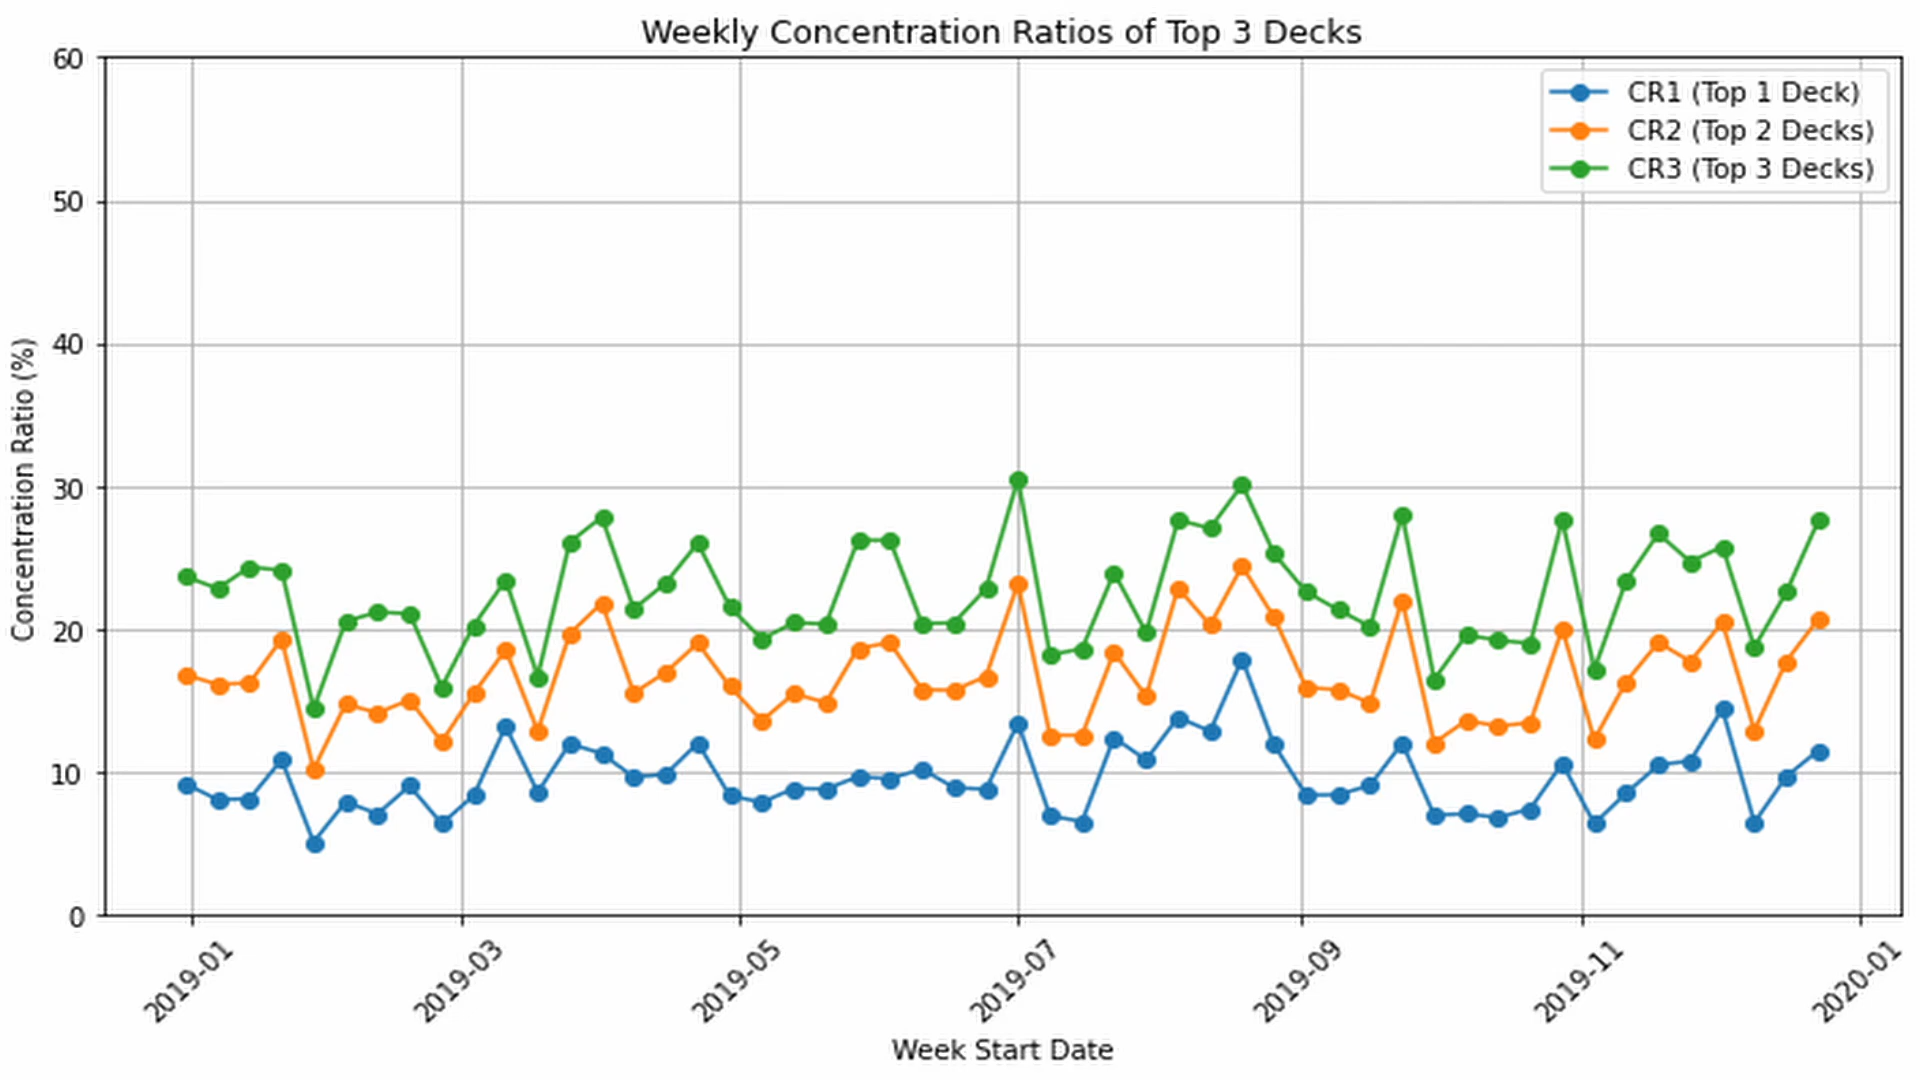 Weekly Concentration Ratios of Top 3 Decks
60
50
40
30
20
10
0
Concentration Ratio (%)
CR1 (Top 1 Deck)
CR2 (Top 2 Decks)
CR3 (Top 3 Decks)
2019-01
2019-03
2019-05
2019-07
2019-09
2019-11
2020-01
Week Start Date